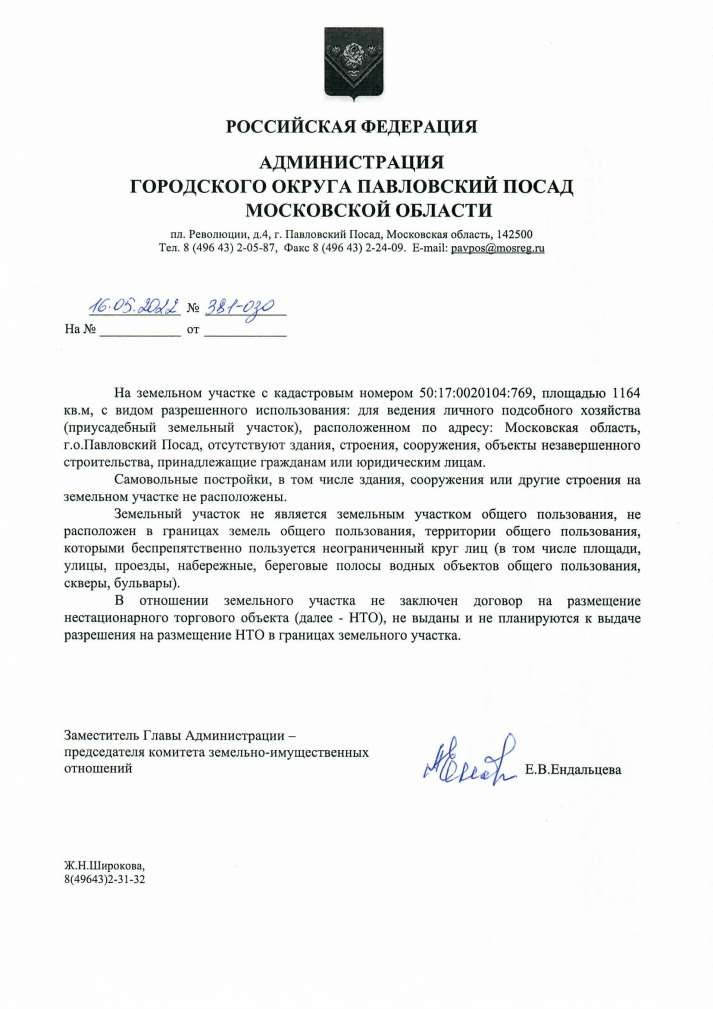 РОССИЙСКАЯ ФЕДЕРАЦИЯ
АДМИНИСТРАЦИЯ
ГОРОДСКОГО ОКРУГА ПАВЛОВСКИЙ ПОСАД
МОСКОВСКОЙ ОБЛАСТИ
пл. Революции, д.4, г. Павловский Посад, Московская область, 142500
Тел. 8 (496 43) 2-05-87, Факс 8 (496 43) 2-24-09. E-mail: pavpos@mosreg.ru
16.05.2022 № 381-озо
На № ____________ от ____________
На земельном участке с кадастровым номером 50:17:0020104:769, площадью 1164
кв.м, с видом разрешенного использования: для ведения личного подсобного хозяйства
(приусадебный земельный участок), расположенном по адресу: Московская область,
г.о.Павловский Посад, отсутствуют здания, строения, сооружения, объекты незавершенного
строительства, принадлежащие гражданам или юридическим лицам.
Самовольные постройки, в том числе здания, сооружения или другие строения на
земельном участке не расположены.
Земельный участок не является земельным участком общего пользования, не
расположен в границах земель общего пользования, территории общего пользования,
которыми беспрепятственно пользуется неограниченный круг лиц (в том числе площади,
улицы, проезды, набережные, береговые полосы водных объектов общего пользования,
скверы, бульвары).
В отношении земельного участка не заключен договор на размещение
нестационарного торгового объекта (далее - НТО), не выданы и не планируются к выдаче
разрешения на размещение НТО в границах земельного участка.
Заместитель Главы Администрации –
председателя комитета земельно-имущественных
отношений
Е.В.Ендальцева
Ж.Н.Широкова,
8(49643)2-31-32